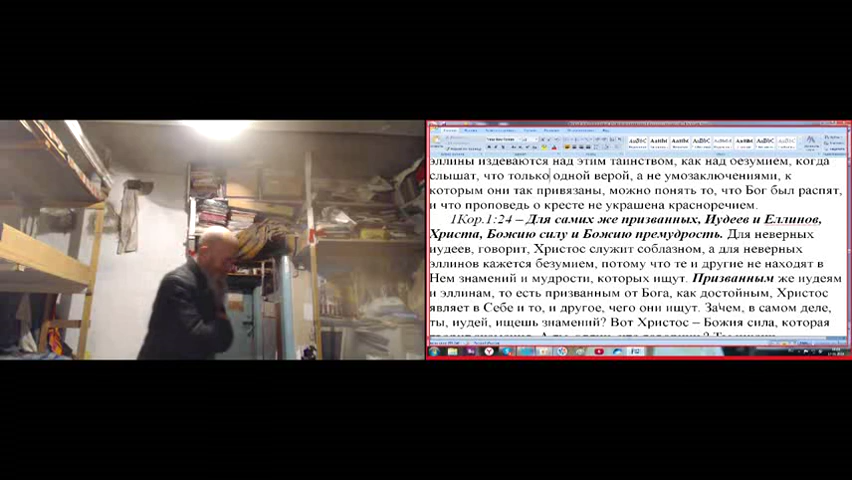 эллины издеваются над этим таинством, как над безумием, когда
слышат, что только одной верой, а не умозаключениями, к
которым они так привязаны, можно понять то, что Бог был распят,
и что проповедь о кресте не украшена красноречием.
1Кор.1:24 – Для самих же призванных, Иудеев и Еллинов,
Христа, Божию силу и Божию премудрость. Для неверных
иудеев, говорит, Христос служит соблазном, а для неверных
эллинов кажется безумием, потому что те и другие не находят в
Нем знамений и мудрости, которых ищут. Призванным же иудеям
и эллинам, то есть призванным от Бога, как достойным, Христос
являет в Себе и то, и другое, чего они ищут. Зачем, в самом деле,
ты, иудей, ищешь знамений? Вот Христос – Божия сила, которая